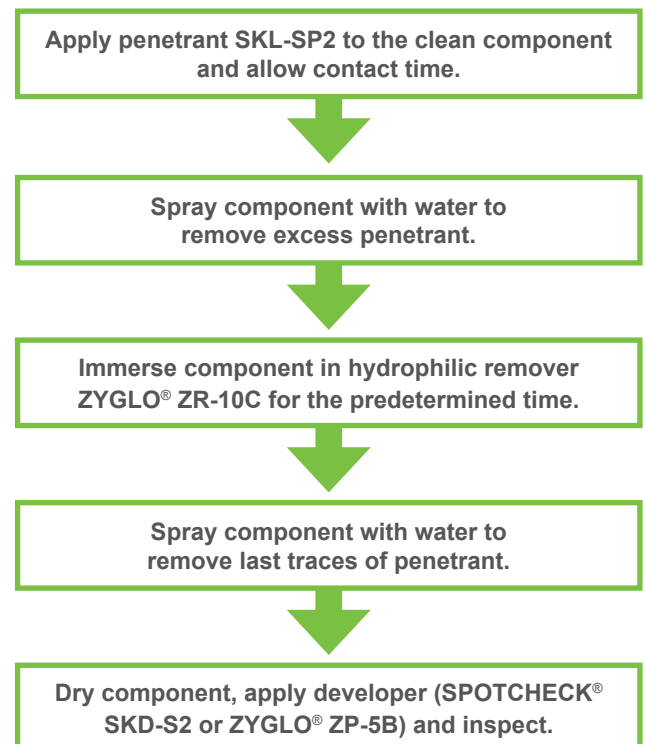 Apply penetrant SKL-SP2 to the clean component
and allow contact time.
Spray component with water to
remove excess penetrant.
Immerse component in hydrophilic remover
ZYGLO® ZR-10C for the predetermined time.
Spray component with water to
remove last traces of penetrant.
Dry component, apply developer (SPOTCHECK®
SKD-S2 or ZYGLO® ZP-5B) and inspect.